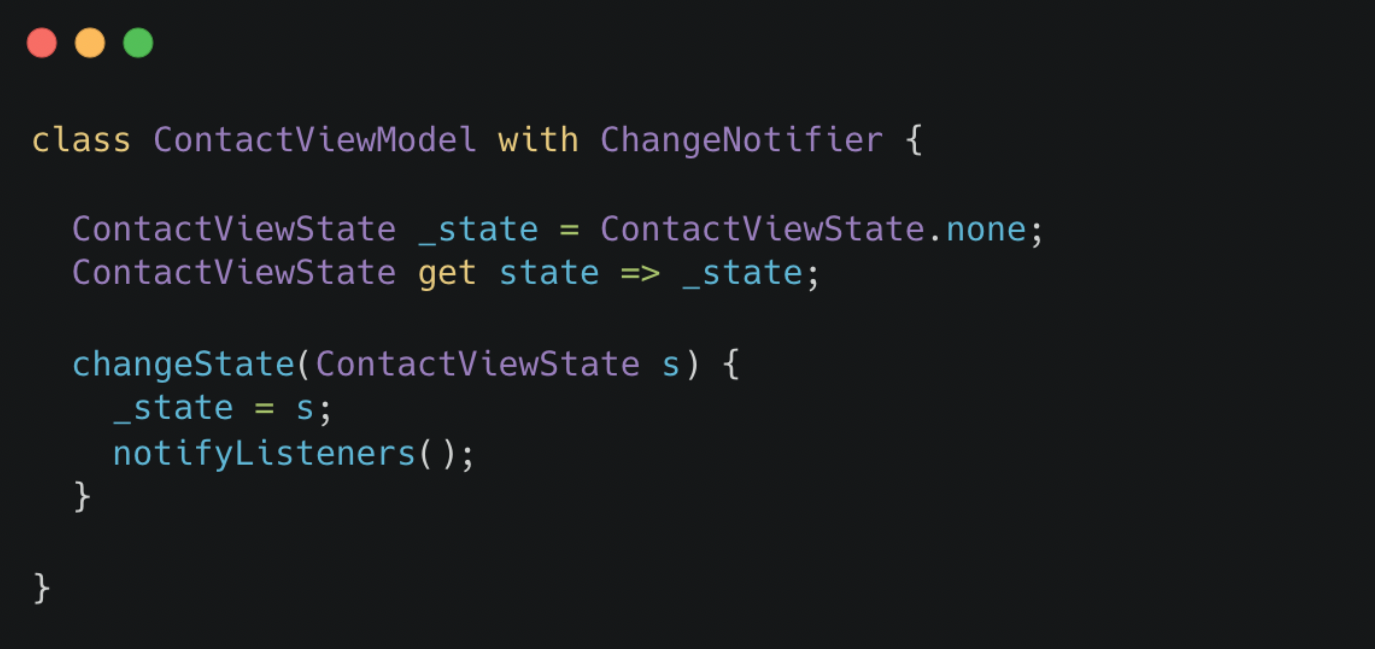 class ContactViewModel with ChangeNotifier {
ContactViewState _state = ContactViewState.none;
ContactViewState get state => _state;
changeState(ContactViewState s) {
_state = s;
notifyListeners();
}
}